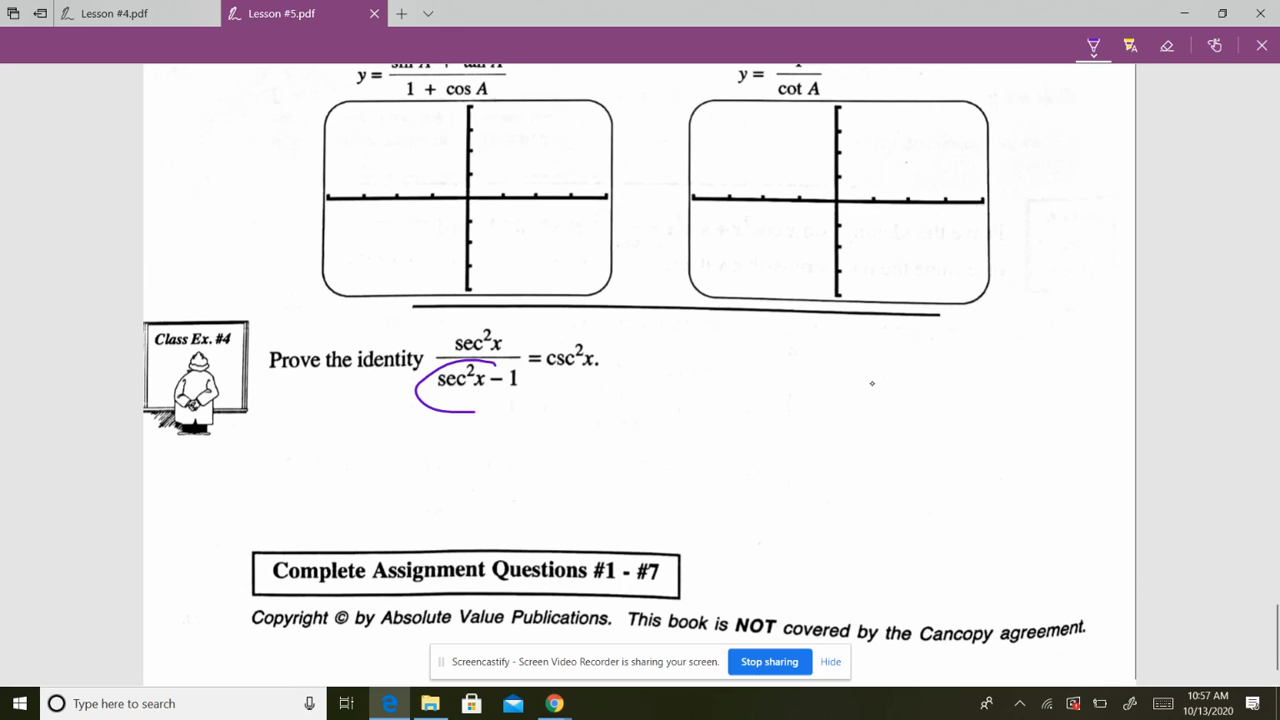 Lesson #4.pdf
Lesson #5.pdf
y =
1 + cos A
y =
cot A
Class Ex. #4
Prove the identity sec²x / sec²x – 1 = csc²x.
Complete Assignment Questions #1 - #7
Copyright © by Absolute Value Publications. This book is NOT covered by the Cancopy agreement.
Screencastify - Screen Video Recorder is sharing your screen.
Stop sharing
Hide
Type here to search
10:57 AM
10/13/2020